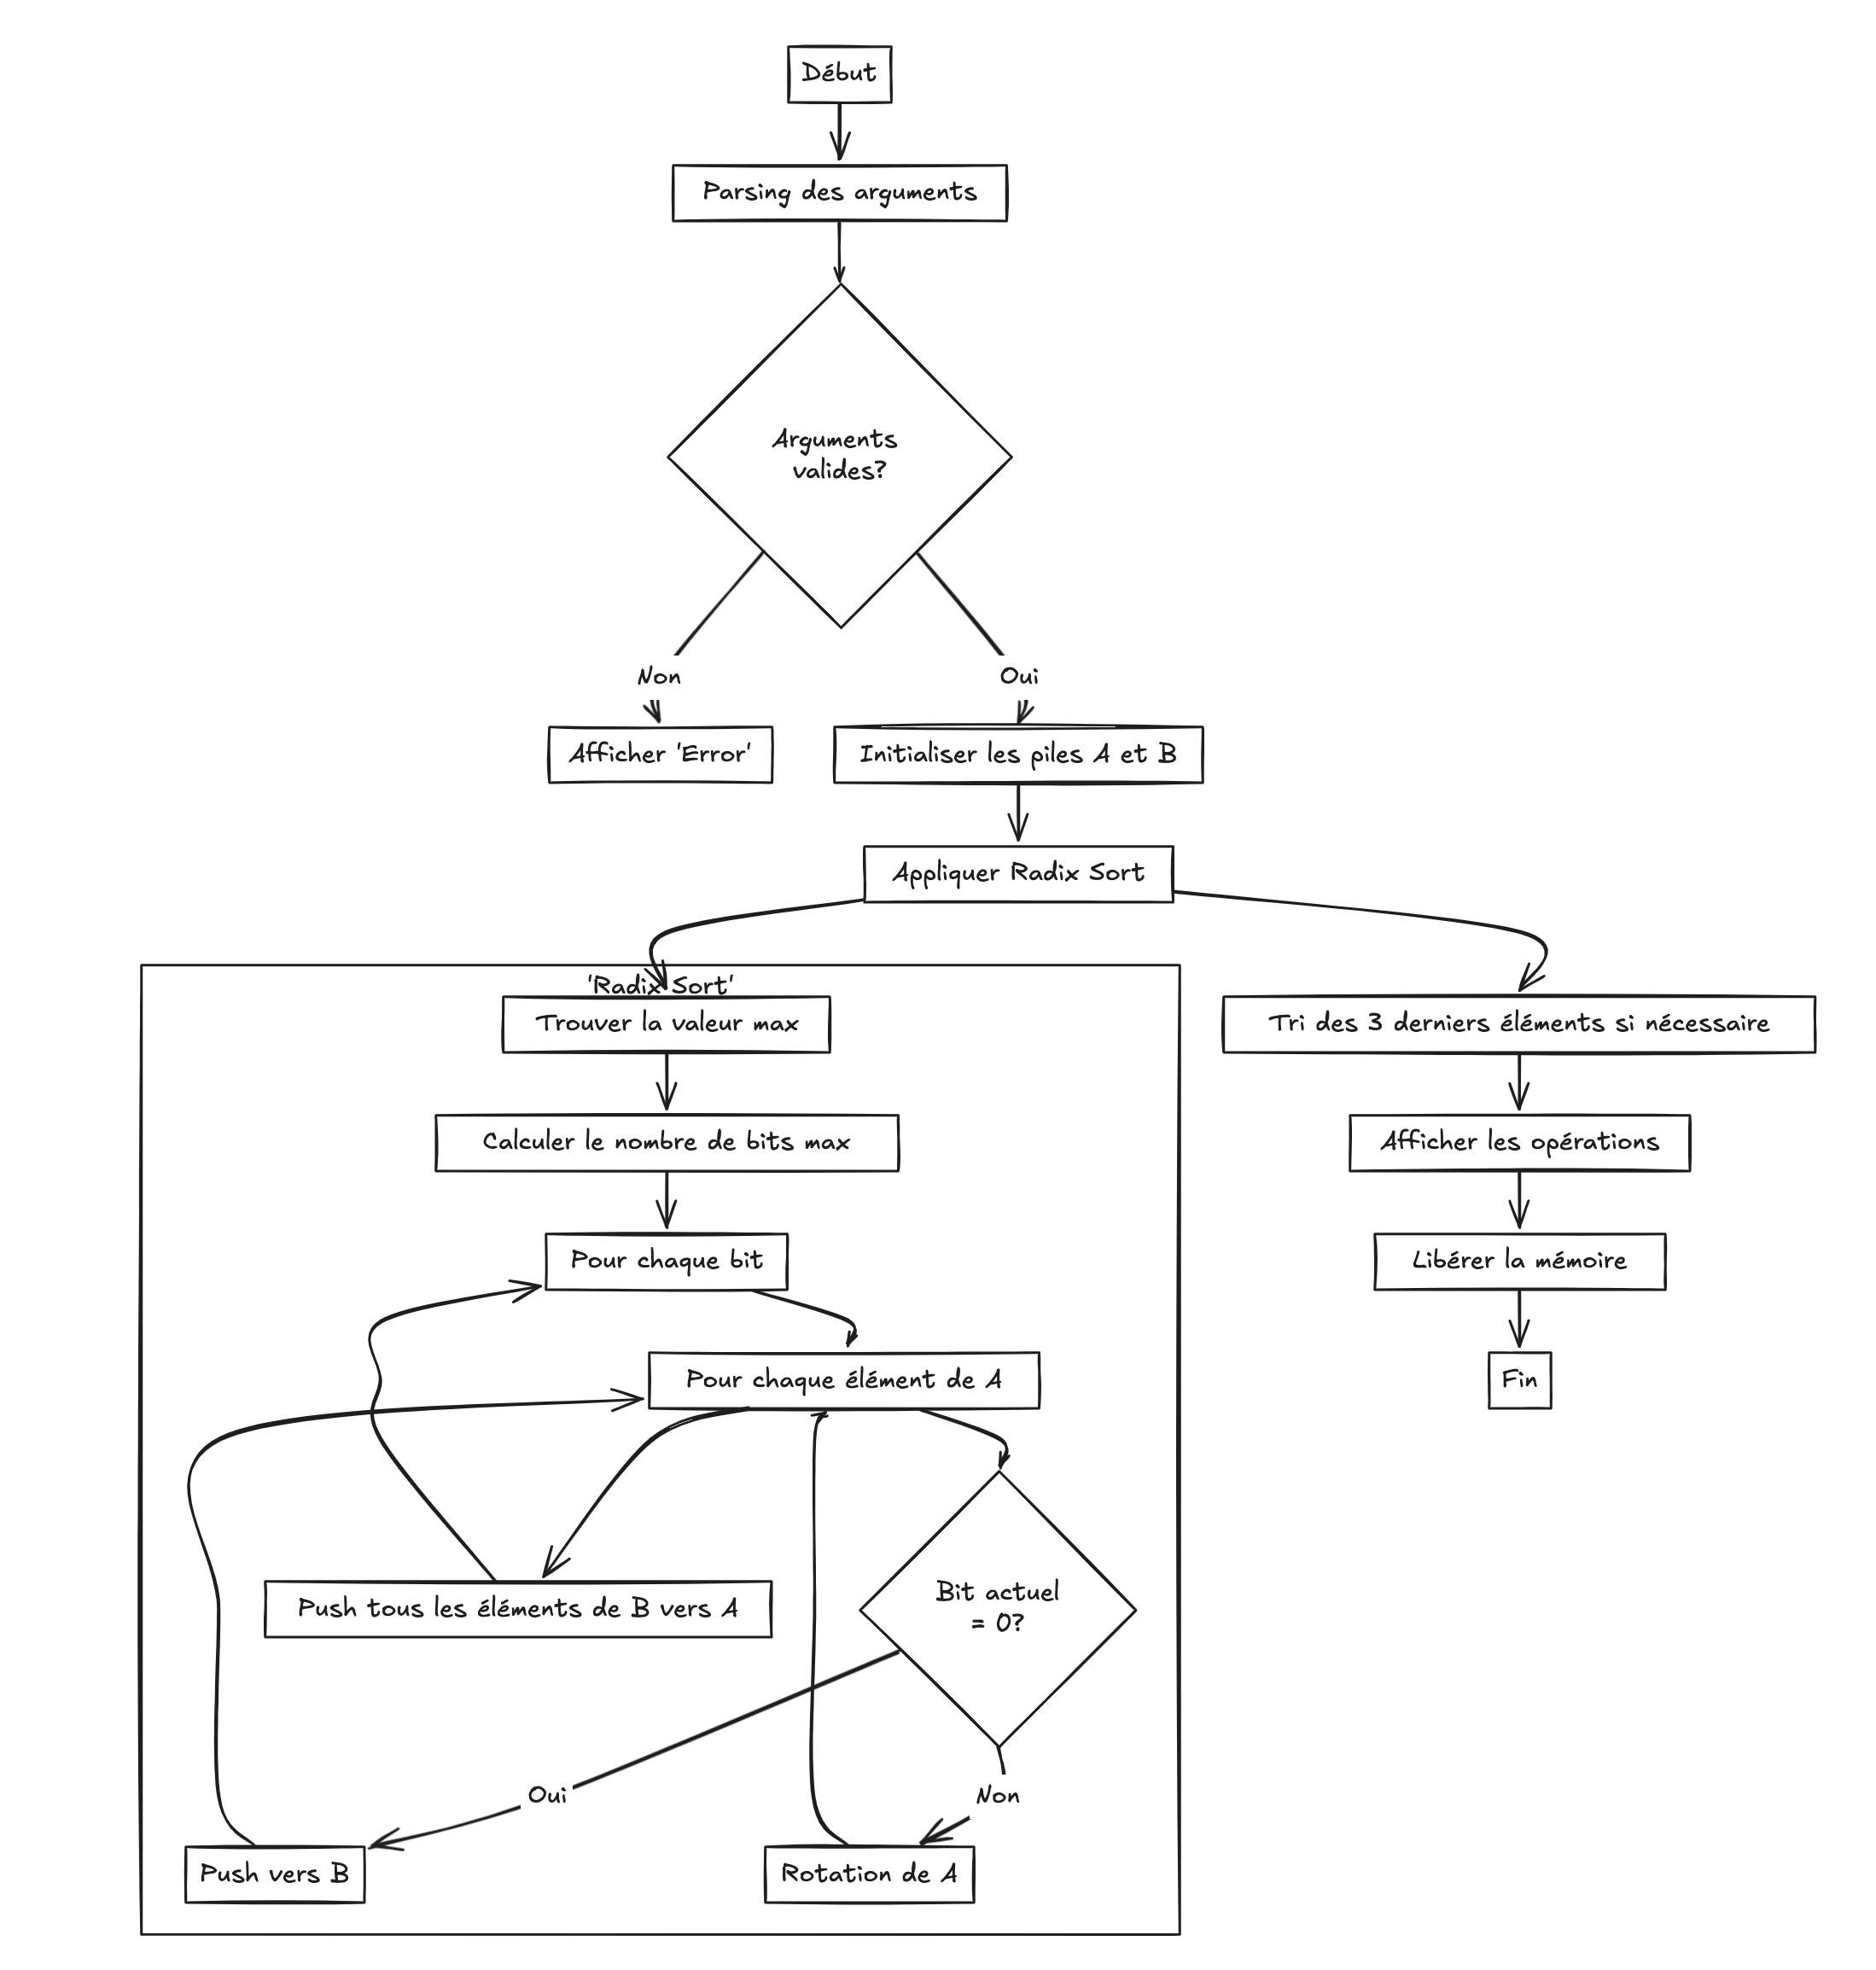 Début
Parsing des arguments
Arguments
valides?
Non
Oui
Afficher 'Error'
Initialiser les piles A et B
Appliquer Radix Sort
'Radix Sort'
Trouver la valeur max
Tri des 3 derniers éléments si nécessaire
Calculer le nombre de bits max
Afficher les opérations
Pour chaque bit
Libérer la mémoire
Pour chaque élément de A
Fin
Bit actuel
= 0?
Push tous les éléments de B vers A
Oui
Non
Push vers B
Rotation de A